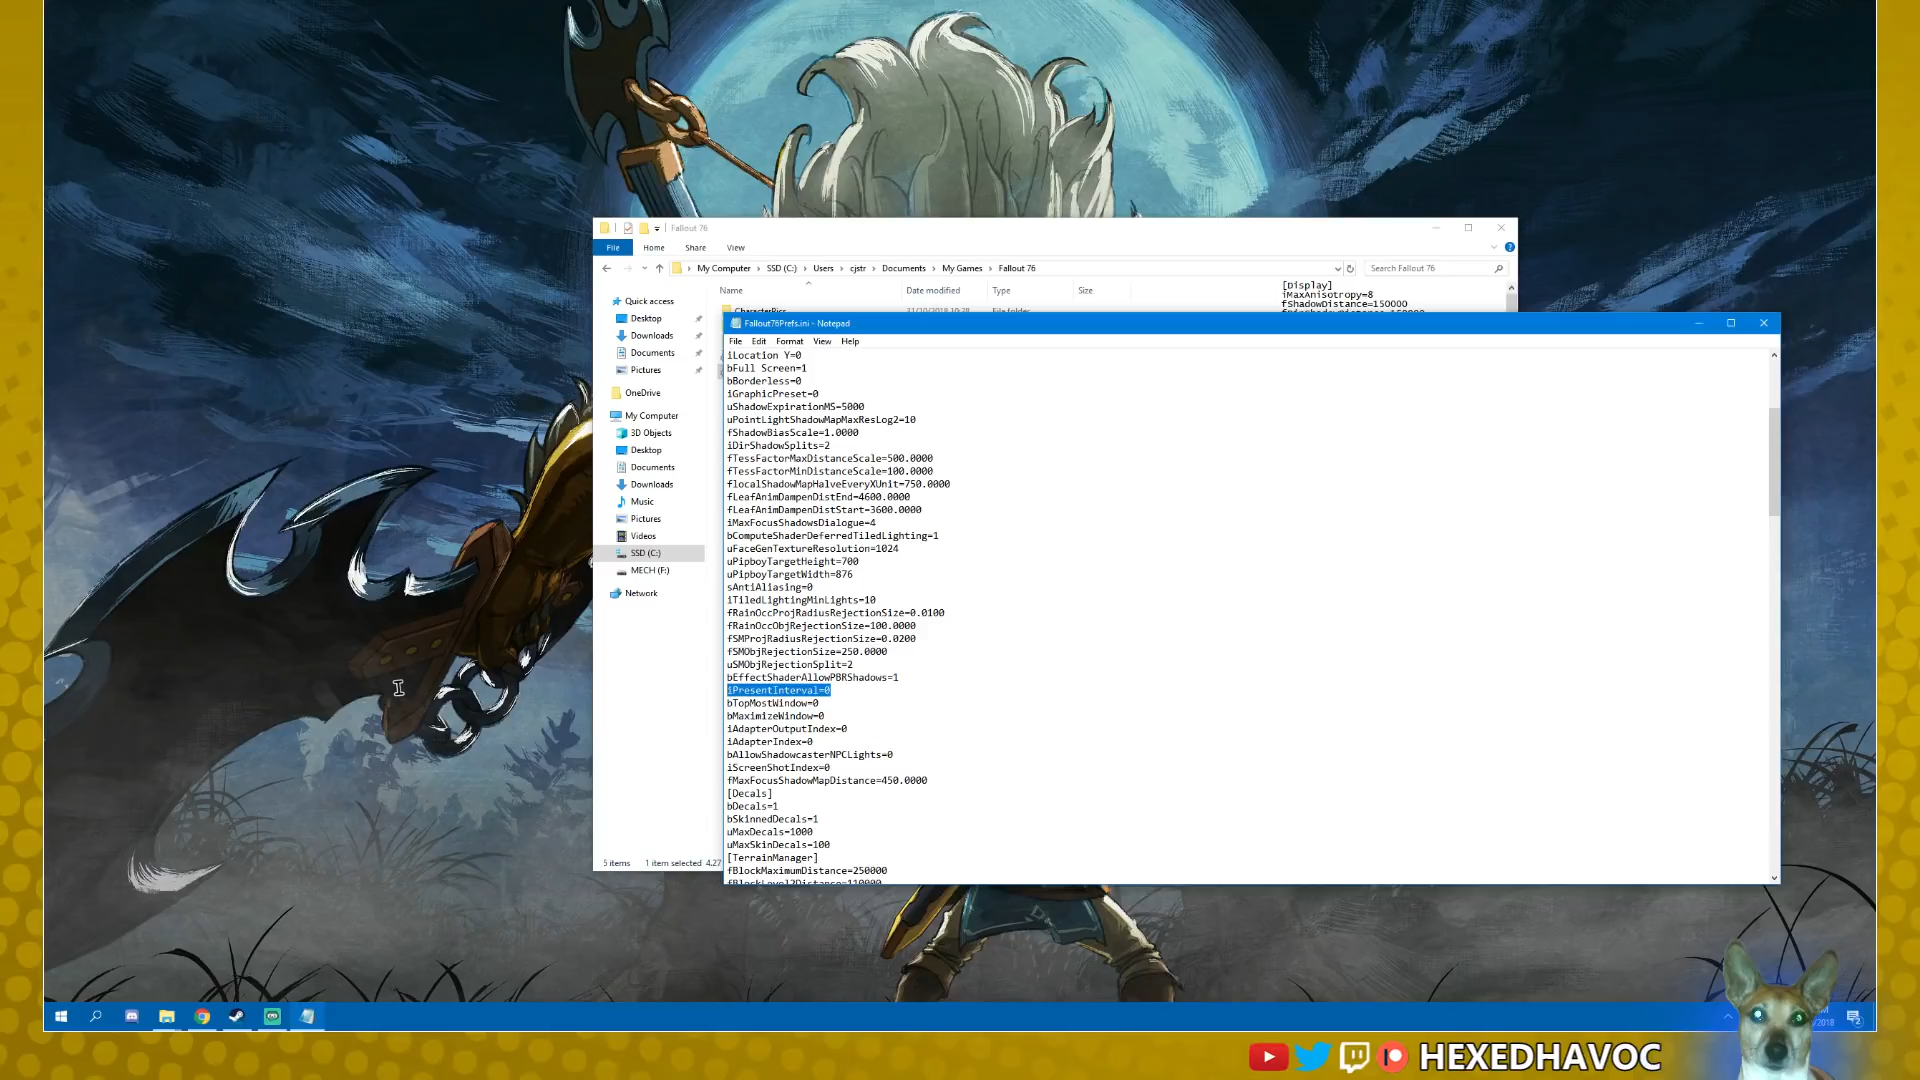 Fallout 76
File Home Share View
My Computer SSD (C:) Users cjstr Documents My Games Fallout 76
Search Fallout 76
Name Date modified Type Size
[Display]
iMaxAnisotropy=8
fShadowDistance=150000
Quick access
Desktop
Downloads
Documents
Pictures
OneDrive
My Computer
3D Objects
Desktop
Documents
Downloads
Music
Pictures
Videos
SSD (C:)
MECH (F:)
Network
5 items 1 item selected 4.27
Fallout76Prefs.ini - Notepad
File Edit Format View Help
iLocation Y=0
bFull Screen=1
bBorderless=0
iGraphicPreset=0
uShadowExpirationMS=5000
uPointLightShadowMapMaxResLog2=10
fShadowBiasScale=1.0000
iDirShadowSplits=2
fTessFactorMaxDistanceScale=500.0000
fTessFactorMinDistanceScale=100.0000
flocalShadowMapHalveEveryXUnit=750.0000
fLeafAnimDampenDistEnd=4600.0000
fLeafAnimDampenDistStart=3600.0000
iMaxFocusShadowsDialogue=4
bComputeShaderDeferredTiledLighting=1
uFaceGenTextureResolution=1024
uPipboyTargetHeight=700
uPipboyTargetWidth=876
sAntiAliasing=0
iTiledLightingMinLights=10
fRainOccProjRadiusRejectionSize=0.0100
fRainOccObjRejectionSize=100.0000
fSMProjRadiusRejectionSize=0.0200
fSMObjRejectionSize=250.0000
uSMObjRejectionSplit=2
bEffectShaderAllowPBRShadows=1
iPresentInterval=0
bTopMostWindow=0
bMaximizeWindow=0
iAdapterOutputIndex=0
iAdapterIndex=0
bAllowShadowcasterNPCLights=0
iScreenShotIndex=0
fMaxFocusShadowMapDistance=450.0000
[Decals]
bDecals=1
bSkinnedDecals=1
uMaxDecals=1000
uMaxSkinDecals=100
[TerrainManager]
fBlockMaximumDistance=250000
HEXEDHAVOC